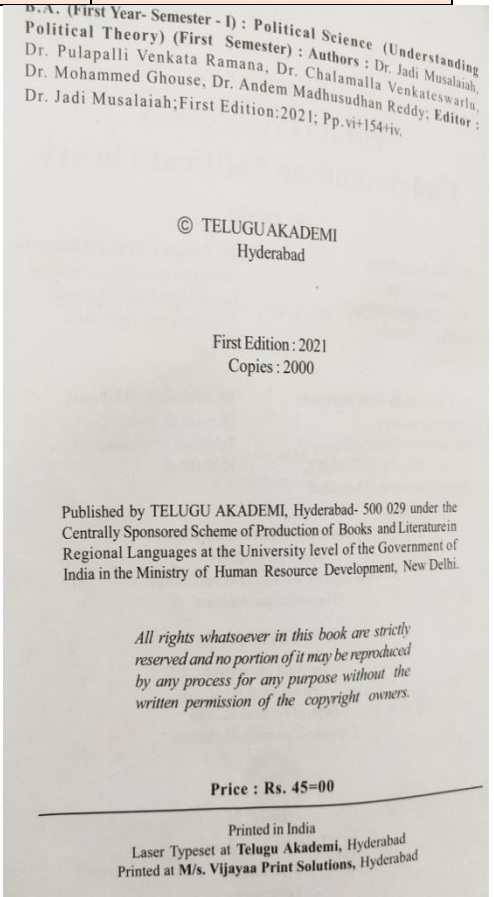 B.A. (First Year- Semester - I) : Political Science (Understanding
Political Theory) (First Semester) : Authors : Dr. Jadi Musalaiah,
Dr. Pulapalli Venkata Ramana, Dr. Chalamalla Venkateswarlu,
Dr. Mohammed Ghouse, Dr. Andem Madhusudhan Reddy; Editor :
Dr. Jadi Musalaiah;First Edition:2021; Pp.vi+154+iv.
© TELUGU AKADEMI
Hyderabad
First Edition : 2021
Copies : 2000
Published by TELUGU AKADEMI, Hyderabad- 500 029 under the
Centrally Sponsored Scheme of Production of Books and Literaturein
Regional Languages at the University level of the Government of
India in the Ministry of Human Resource Development, New Delhi.
All rights whatsoever in this book are strictly
reserved and no portion of it may be reproduced
by any process for any purpose without the
written permission of the copyright owners.
Price : Rs. 45=00
Printed in India
Laser Typeset at Telugu Akademi, Hyderabad
Printed at M/s. Vijayaa Print Solutions, Hyderabad